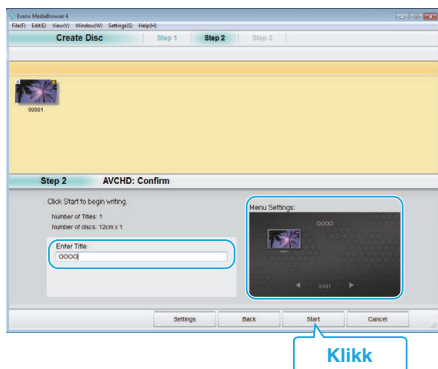 Everio MediaBrowser 4
File(F) Edit(E) View(V) Window(W) Settings(S) Help(H)
Create Disc Step 1 Step 2 Step 3
00001
Step 2 AVCHD: Confirm
Click Start to begin writing.
Number of Titles: 1
Number of discs: 12cm x 1
Enter Title:
OOOO
Menu Settings:
OOOO
0001
Settings Back Start Cancel
Klikk